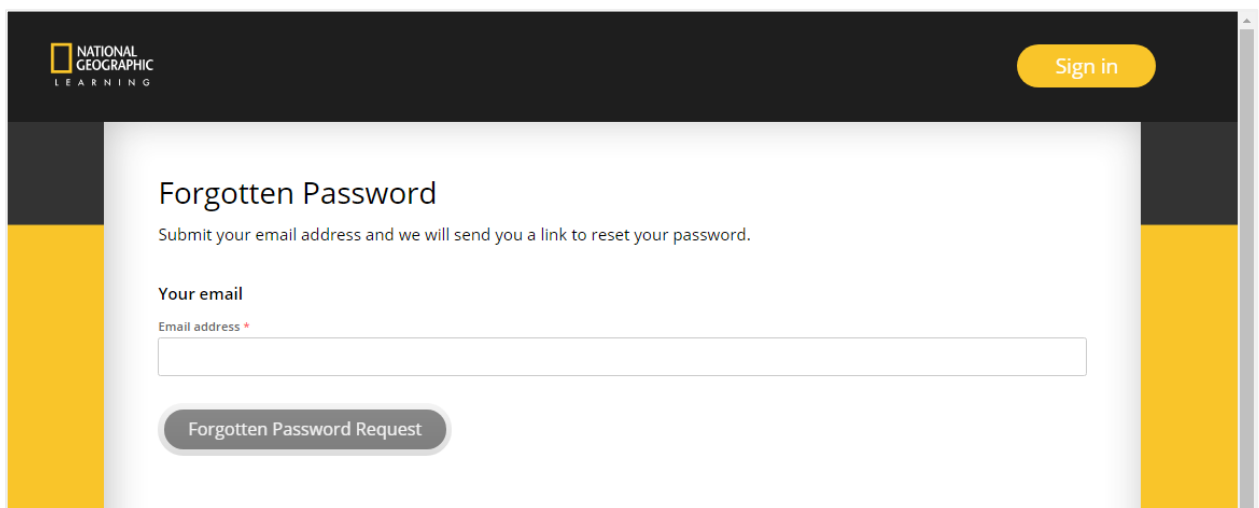 NATIONAL
GEOGRAPHIC
LEARNING
Sign in
Forgotten Password
Submit your email address and we will send you a link to reset your password.
Your email
Email address *
Forgotten Password Request